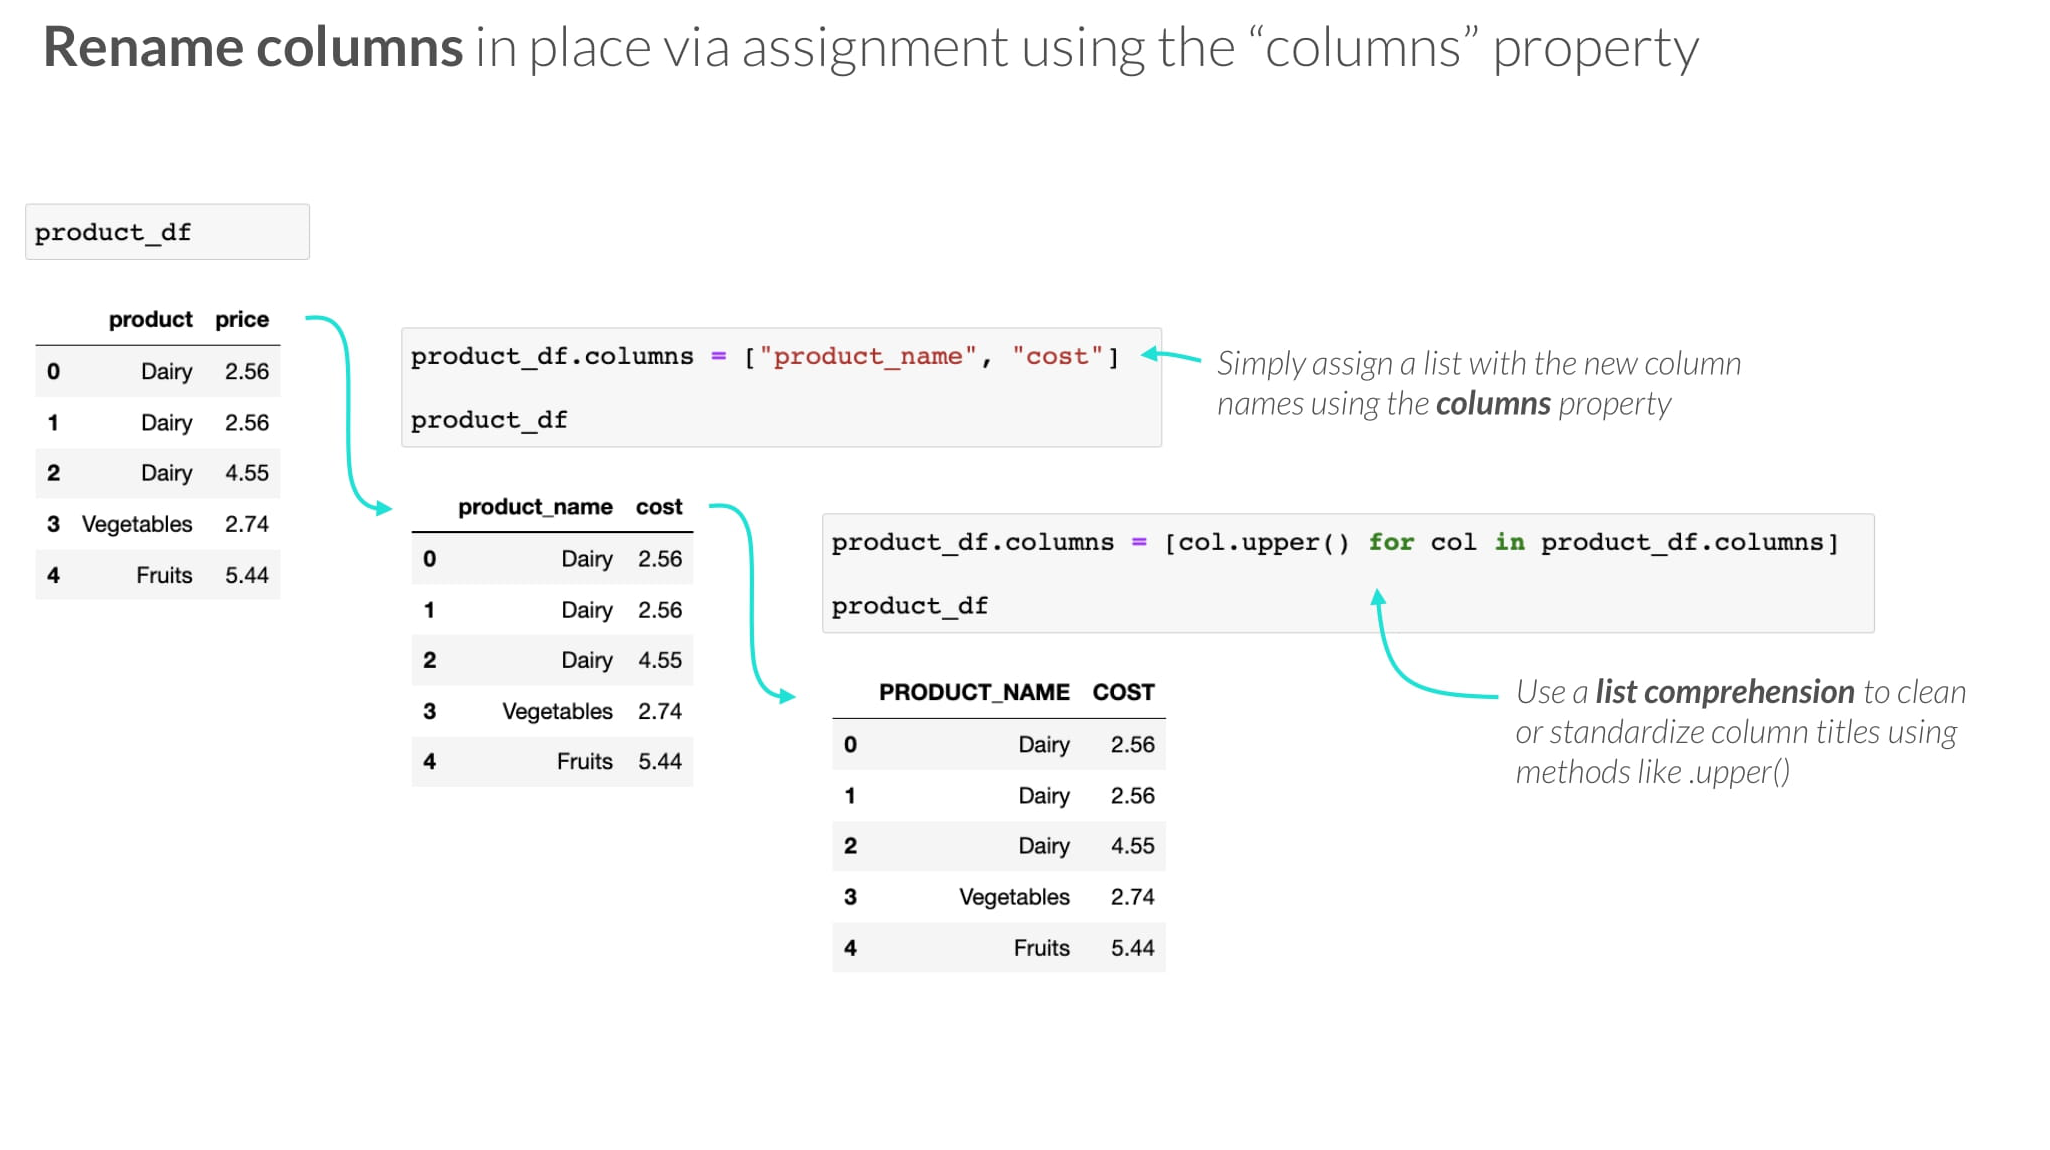 Rename columns in place via assignment using the “columns” property
product_df
product price
0 Dairy 2.56
1 Dairy 2.56
2 Dairy 4.55
3 Vegetables 2.74
4 Fruits 5.44
product_df.columns = ["product_name", "cost"]
product_df
Simply assign a list with the new column
names using the columns property
product_name cost
0 Dairy 2.56
1 Dairy 2.56
2 Dairy 4.55
3 Vegetables 2.74
4 Fruits 5.44
product_df.columns = [col.upper() for col in product_df.columns]
product_df
Use a list comprehension to clean
or standardize column titles using
methods like .upper()
PRODUCT_NAME COST
0 Dairy 2.56
1 Dairy 2.56
2 Dairy 4.55
3 Vegetables 2.74
4 Fruits 5.44